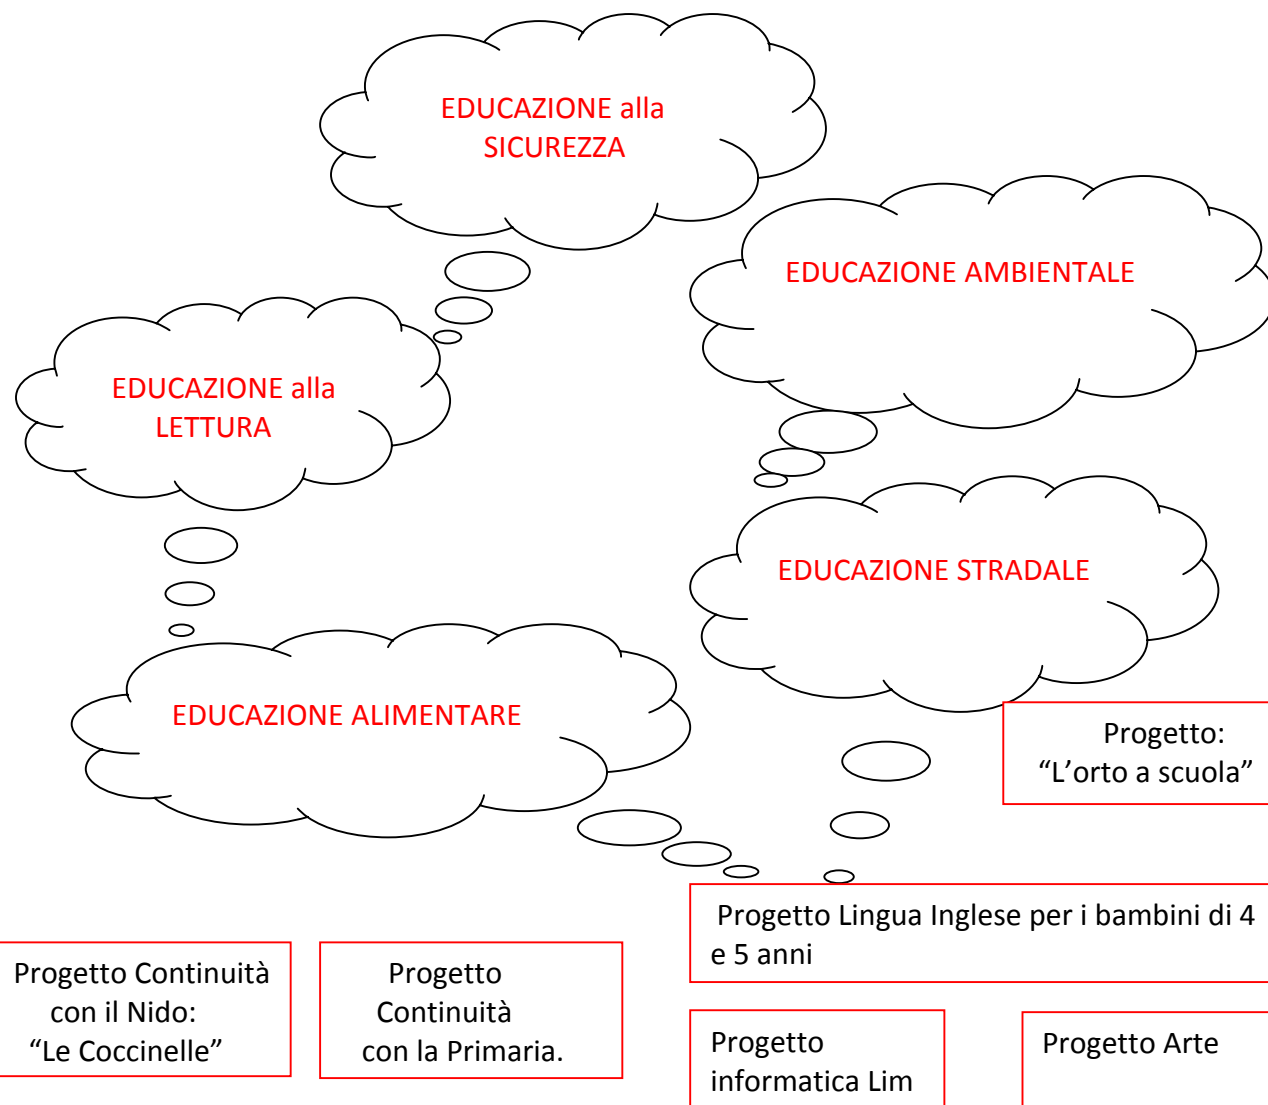 EDUCAZIONE alla
SICUREZZA
EDUCAZIONE AMBIENTALE
EDUCAZIONE alla
LETTURA
EDUCAZIONE STRADALE
EDUCAZIONE ALIMENTARE
Progetto:
“L’orto a scuola”
Progetto Lingua Inglese per i bambini di 4
e 5 anni
Progetto Continuità
con il Nido:
“Le Coccinelle”
Progetto
Continuità
con la Primaria.
Progetto
informatica Lim
Progetto Arte